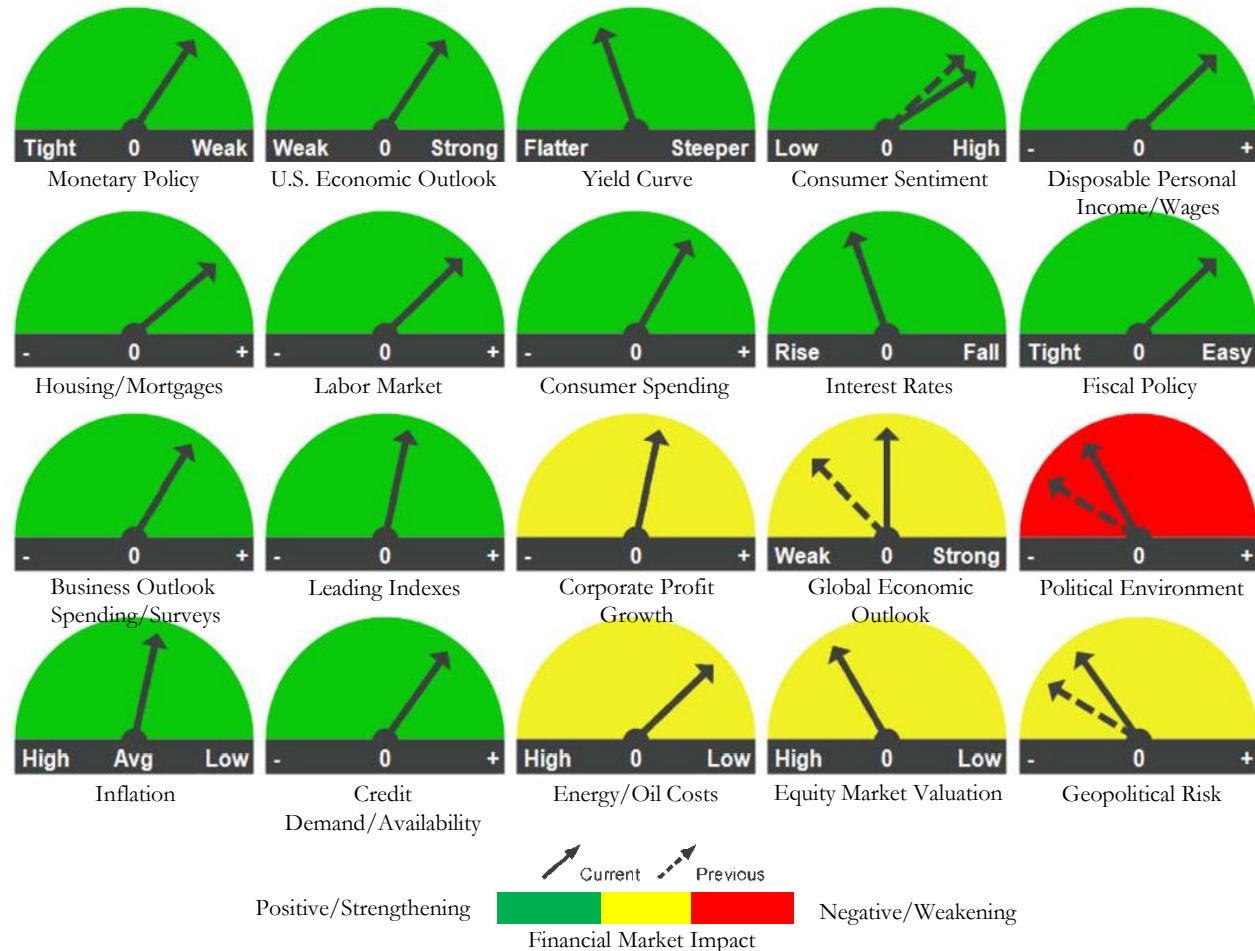 Tight 0 Weak
Weak 0 Strong
Flatter Steeper
Low 0 High
- 0 +
Monetary Policy
U.S. Economic Outlook
Yield Curve
Consumer Sentiment
Disposable Personal
Income/Wages
- 0 +
- 0 +
- 0 +
Rise 0 Fall
Tight 0 Easy
Housing/Mortgages
Labor Market
Consumer Spending
Interest Rates
Fiscal Policy
- 0 +
- 0 +
- 0 +
Weak 0 Strong
- 0 +
Business Outlook
Spending/Surveys
Leading Indexes
Corporate Profit
Growth
Global Economic
Outlook
Political Environment
High Avg Low
- 0 +
High 0 Low
High 0 Low
- 0 +
Inflation
Credit
Demand/Availability
Energy/Oil Costs
Equity Market Valuation
Geopolitical Risk
Current Previous
Positive/Strengthening
Negative/Weakening
Financial Market Impact